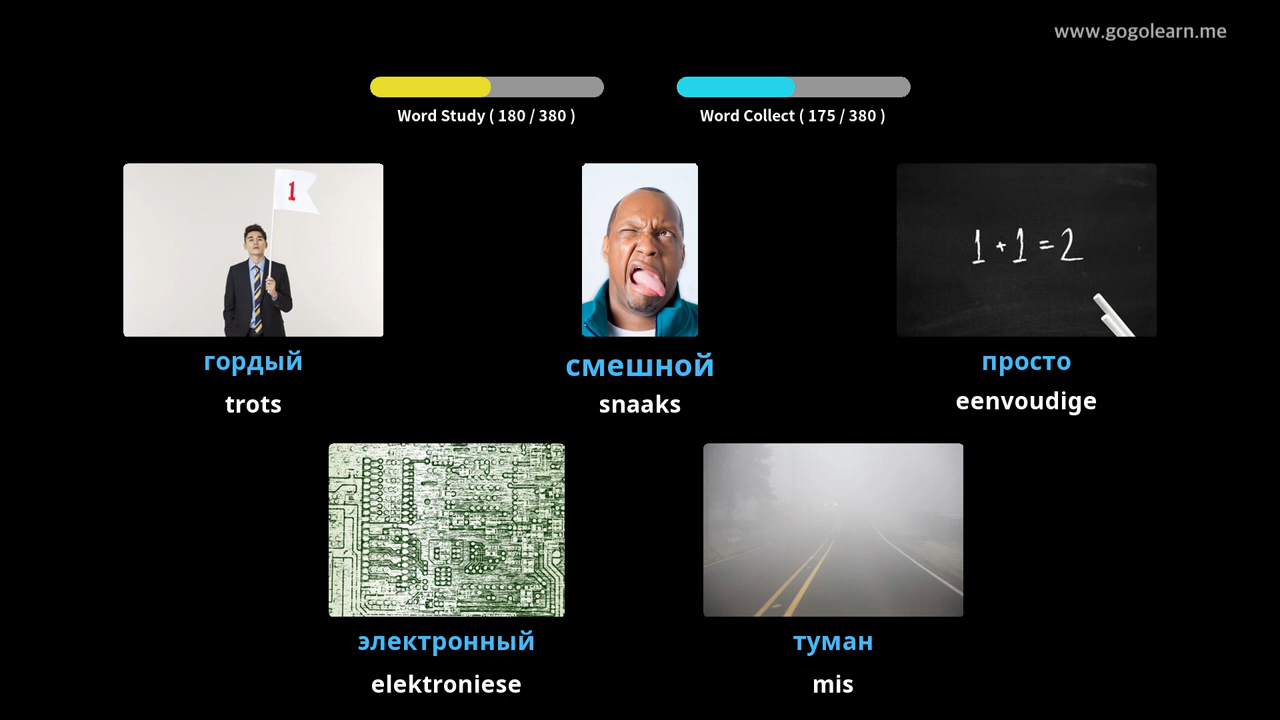 www.gogolearn.me
Word Study ( 180 / 380 )
Word Collect ( 175 / 380 )
1
1 + 1 = 2
гордый
смешной
просто
trots
snaaks
eenvoudige
электронный
туман
elektroniese
mis